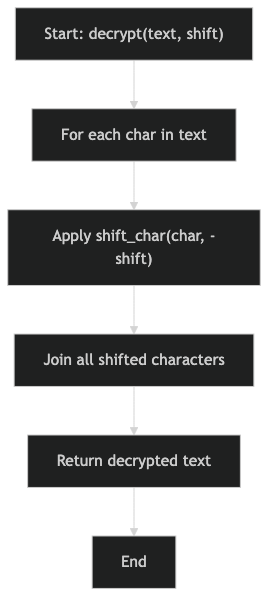 Start: decrypt(text, shift)
For each char in text
Apply shift_char(char, -
shift)
Join all shifted characters
Return decrypted text
End